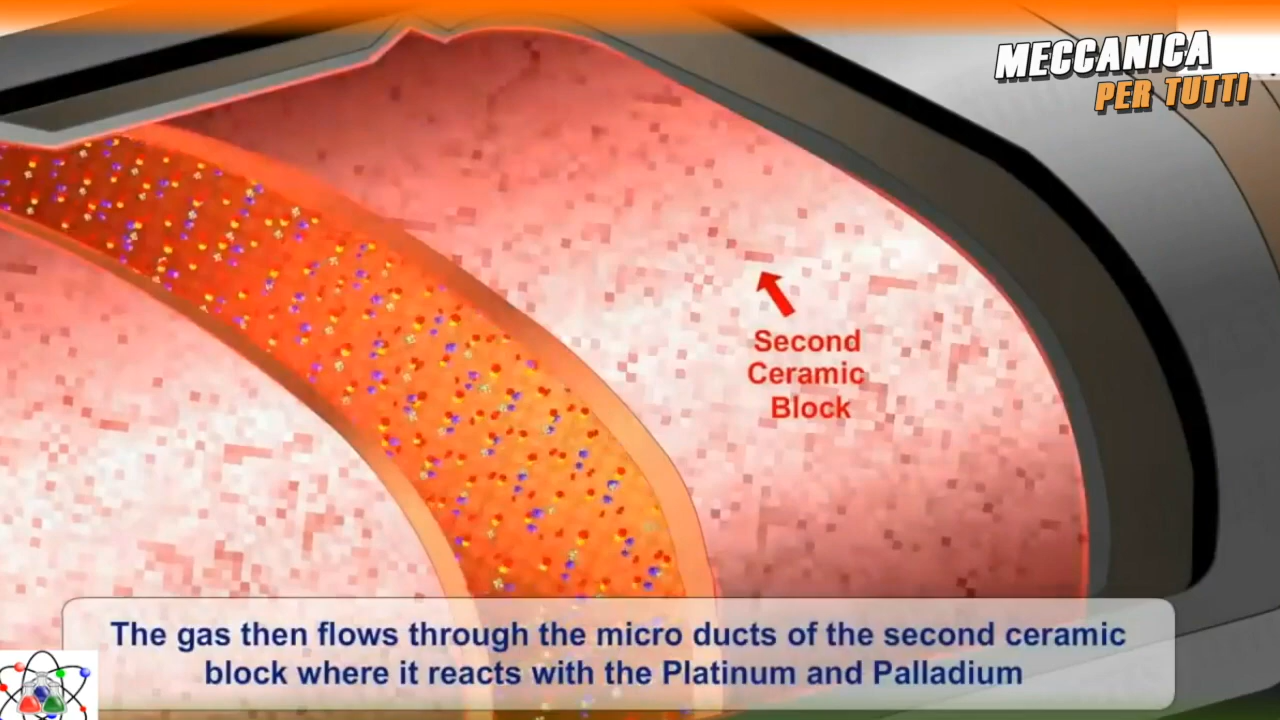 MECCANICA
PER TUTTI
Second
Ceramic
Block
The gas then flows through the micro ducts of the second ceramic
block where it reacts with the Platinum and Palladium